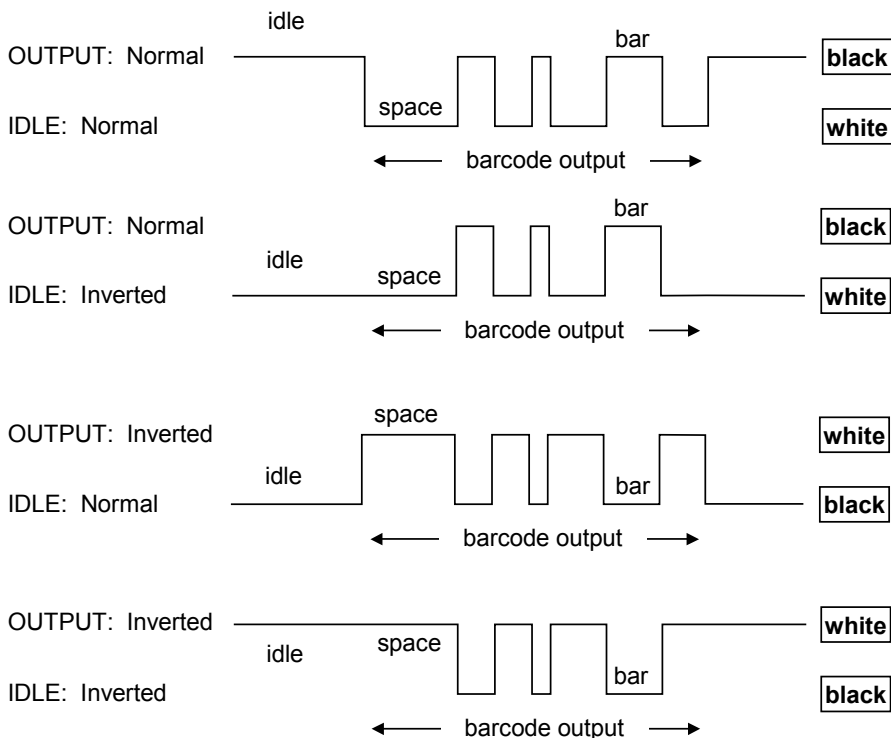 idle
OUTPUT: Normal bar black
space
IDLE: Normal white
barcode output
bar
OUTPUT: Normal black
idle
space
IDLE: Inverted white
barcode output
space
OUTPUT: Inverted white
idle
bar
IDLE: Normal black
barcode output
OUTPUT: Inverted white
space
idle
bar
IDLE: Inverted black
barcode output